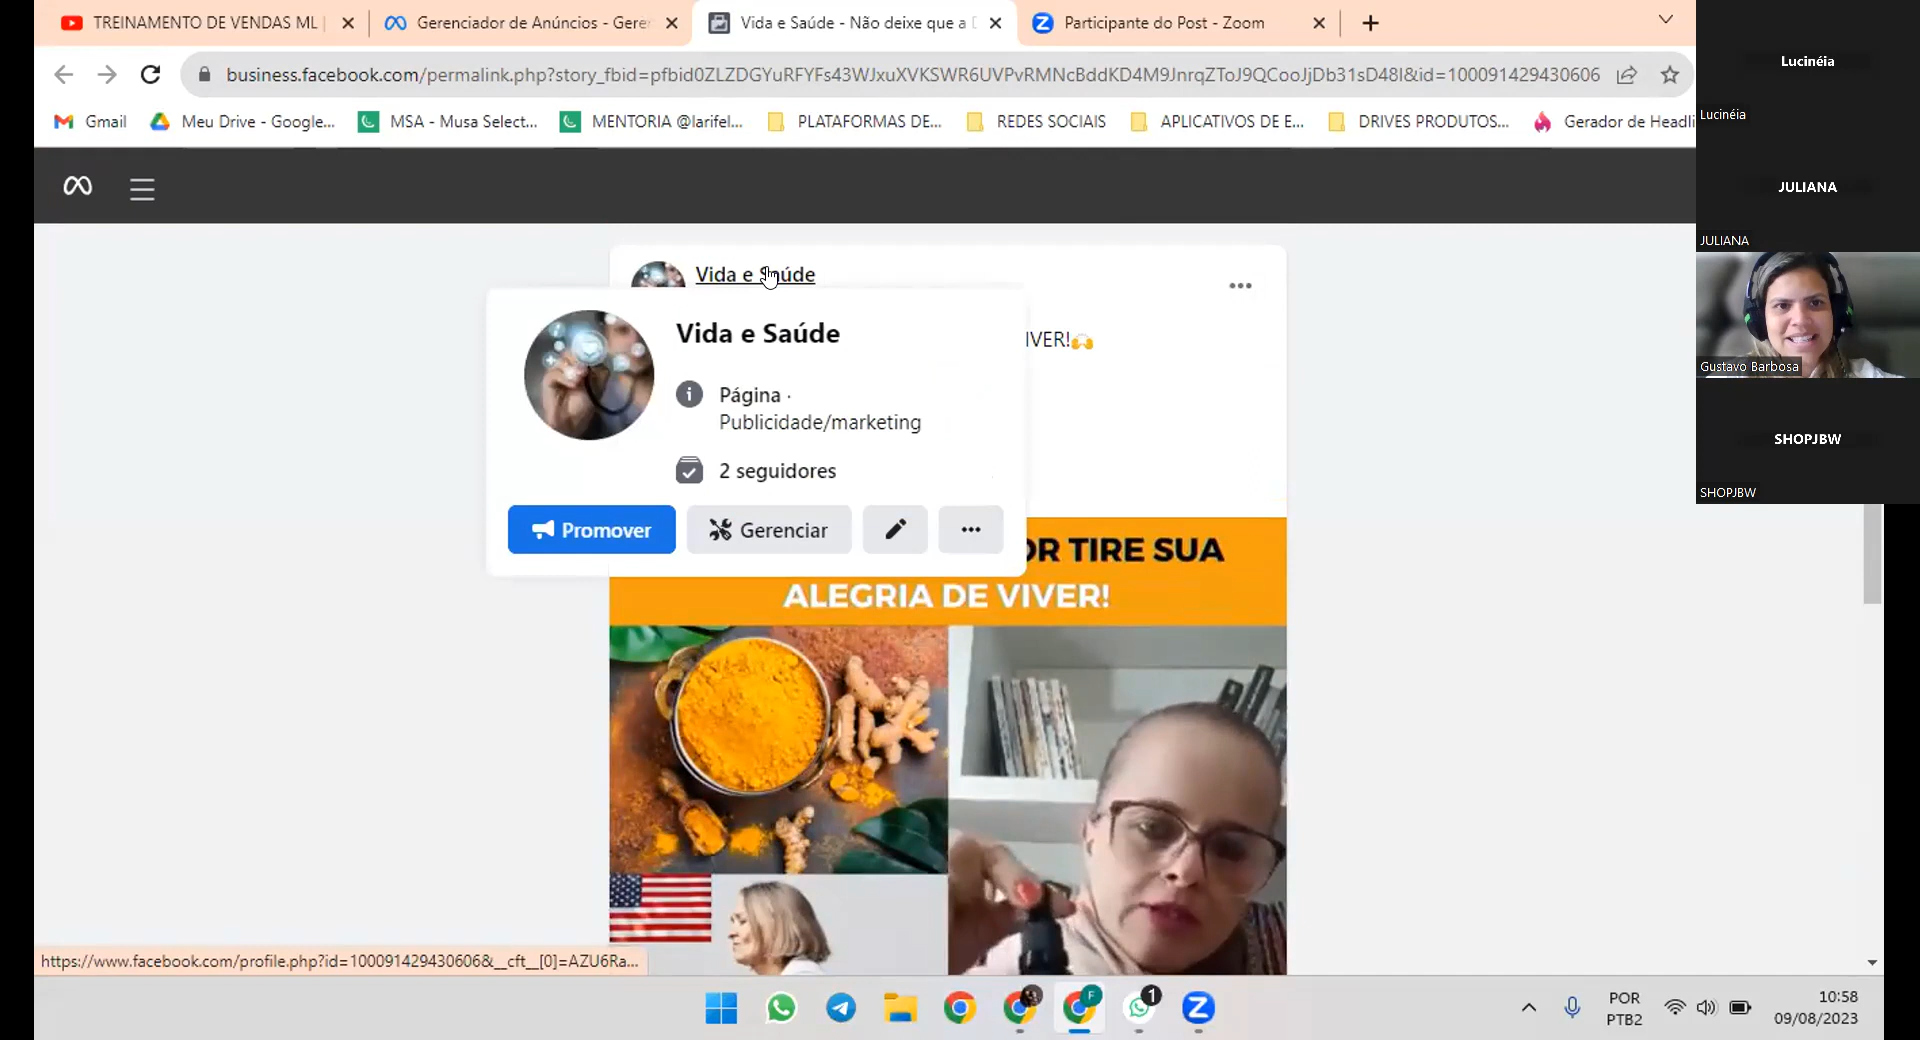 TREINAMENTO DE VENDAS ML |
Gerenciador de Anúncios - Gere
Vida e Saúde - Não deixe que a D
Participante do Post - Zoom
business.facebook.com/permalink.php?story_fbid=pfbid0ZLZDGYuRFYFs43WJxuXVKSWR6UVPvRMNcBddKD4M9JnrqZToJ9QCooJjDb31sD48l&id=100091429430606
Gmail
Meu Drive - Google...
MSA - Musa Select...
MENTORIA @larifel...
PLATAFORMAS DE...
REDES SOCIAIS
APLICATIVOS DE E...
DRIVES PRODUTOS...
Gerador de Headli
Lucinéia
Lucinéia
JULIANA
JULIANA
Gustavo Barbosa
SHOPJBW
SHOPJBW
Vida e Saúde
IVER!
Vida e Saúde
Página ·
Publicidade/marketing
2 seguidores
Promover
Gerenciar
OR TIRE SUA
ALEGRIA DE VIVER!
https://www.facebook.com/profile.php?id=100091429430606&__cft__[0]=AZU6Ra...
F
1
POR
PTB2
10:58
09/08/2023